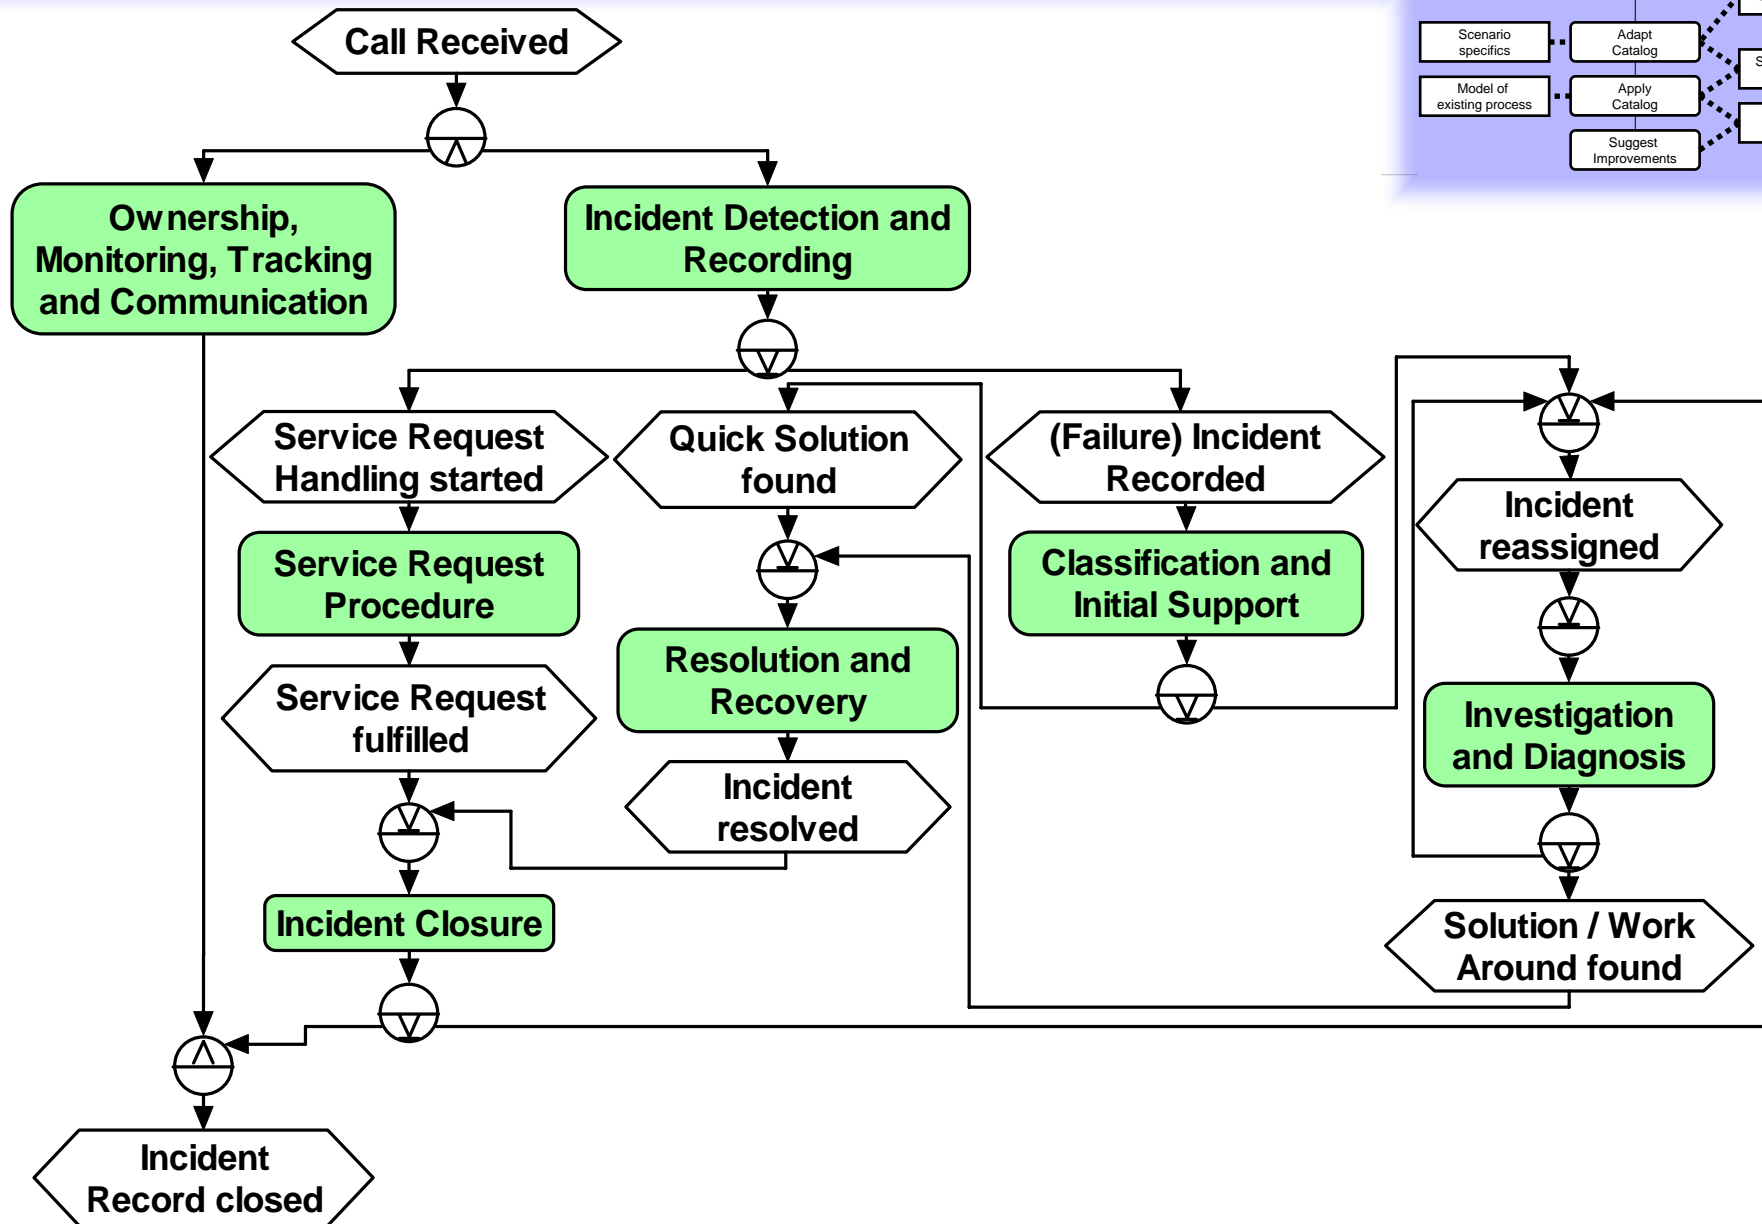 Call Received
Scenario
specifics
Adapt
Catalog
Model of
existing process
Apply
Catalog
Suggest
Improvements
Ownership,
Monitoring, Tracking
and Communication
Incident Detection and
Recording
Service Request
Handling started
Quick Solution
found
(Failure) Incident
Recorded
Incident
reassigned
Service Request
Procedure
Classification and
Initial Support
Resolution and
Recovery
Service Request
fulfilled
Investigation
and Diagnosis
Incident
resolved
Incident Closure
Solution / Work
Around found
Incident
Record closed